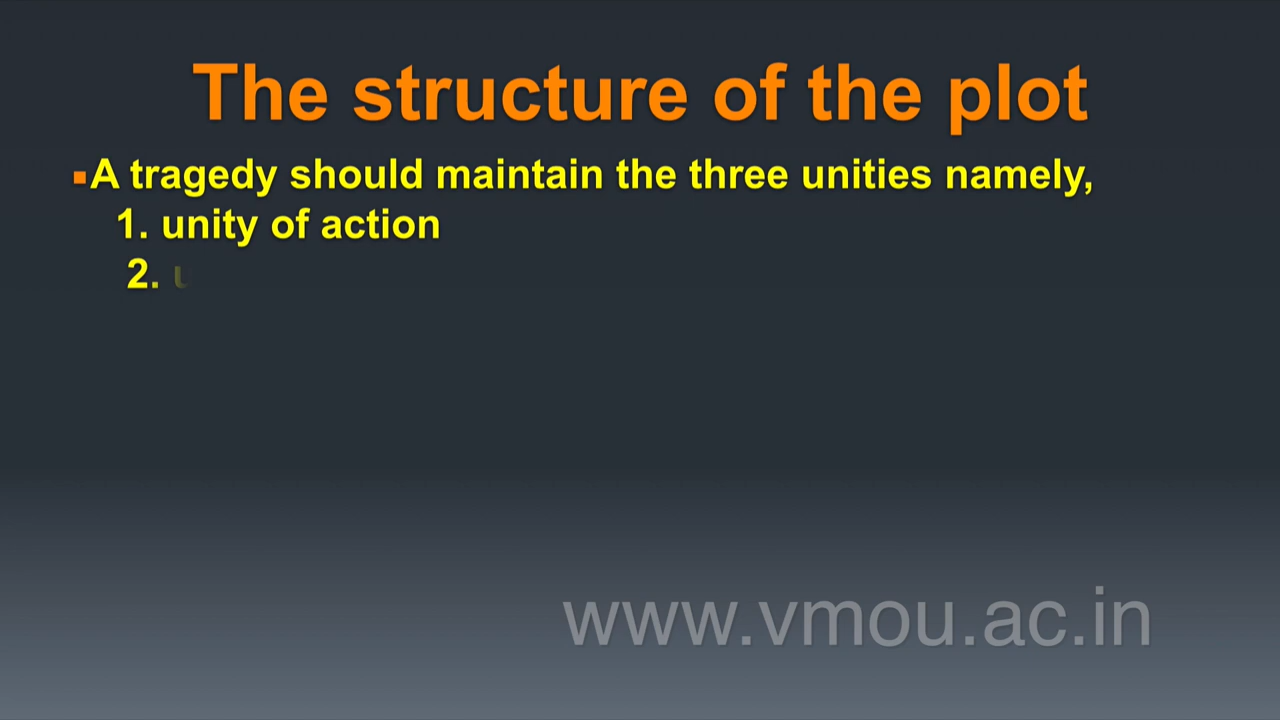 The structure of the plot
▪A tragedy should maintain the three unities namely,
1. unity of action
2. u
www.vmou.ac.in